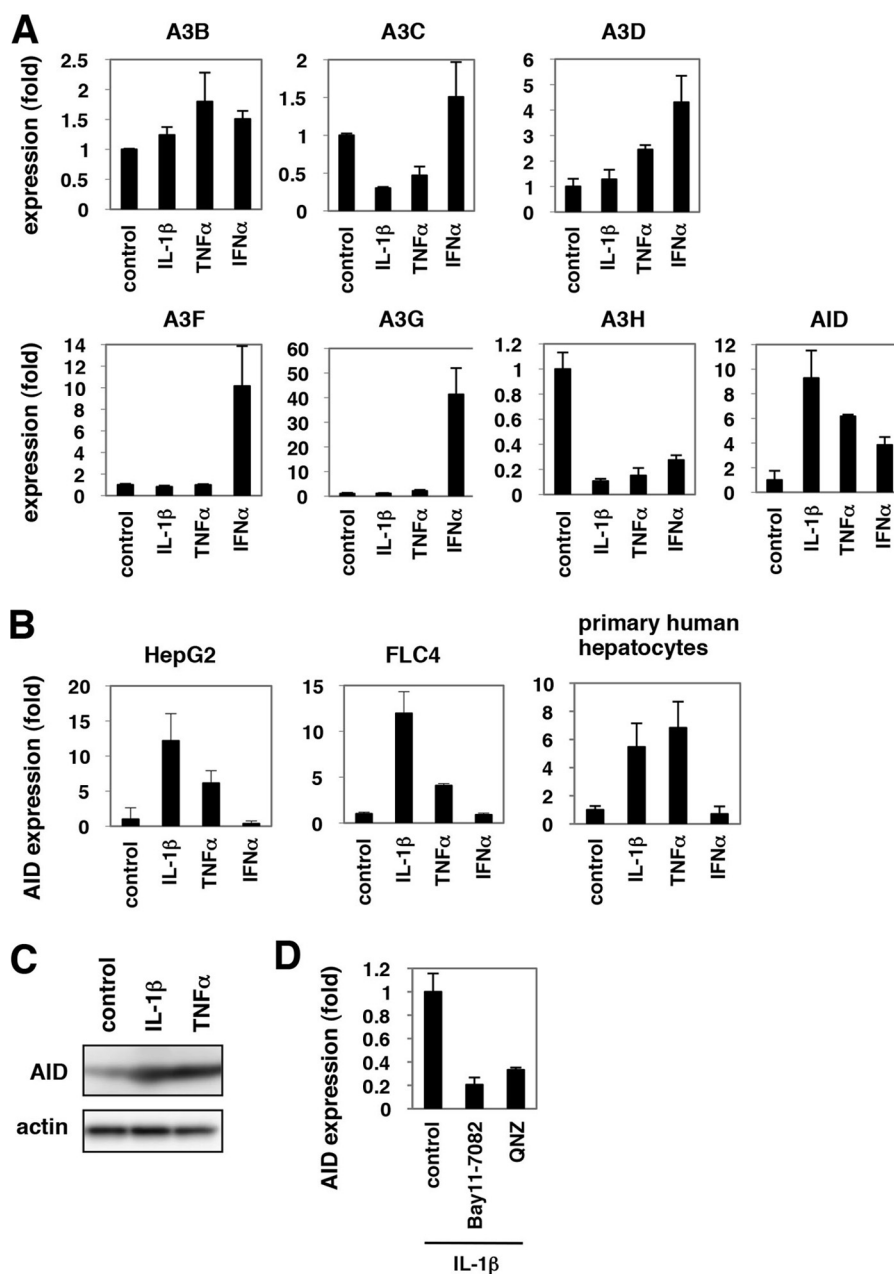 A
A3B
A3C
A3D
expression (fold)
2.5
2
1.5
1
0.5
0
control
IL-1β
TNFα
IFNα
2
1.5
1
0.5
0
control
IL-1β
TNFα
IFNα
6
5
4
3
2
1
0
control
IL-1β
TNFα
IFNα
A3F
A3G
A3H
AID
expression (fold)
14
12
10
8
6
4
2
0
control
IL-1β
TNFα
IFNα
60
50
40
30
20
10
0
control
IL-1β
TNFα
IFNα
1.2
1
0.8
0.6
0.4
0.2
0
control
IL-1β
TNFα
IFNα
12
10
8
6
4
2
0
control
IL-1β
TNFα
IFNα
B
HepG2
FLC4
primary human
hepatocytes
AID expression (fold)
20
15
10
5
0
control
IL-1β
TNFα
IFNα
15
10
5
0
control
IL-1β
TNFα
IFNα
10
8
6
4
2
0
control
IL-1β
TNFα
IFNα
C
control
IL-1β
TNFα
AID
actin
D
AID expression (fold)
1.2
1
0.8
0.6
0.4
0.2
0
control
Bay11-7082
QNZ
IL-1β